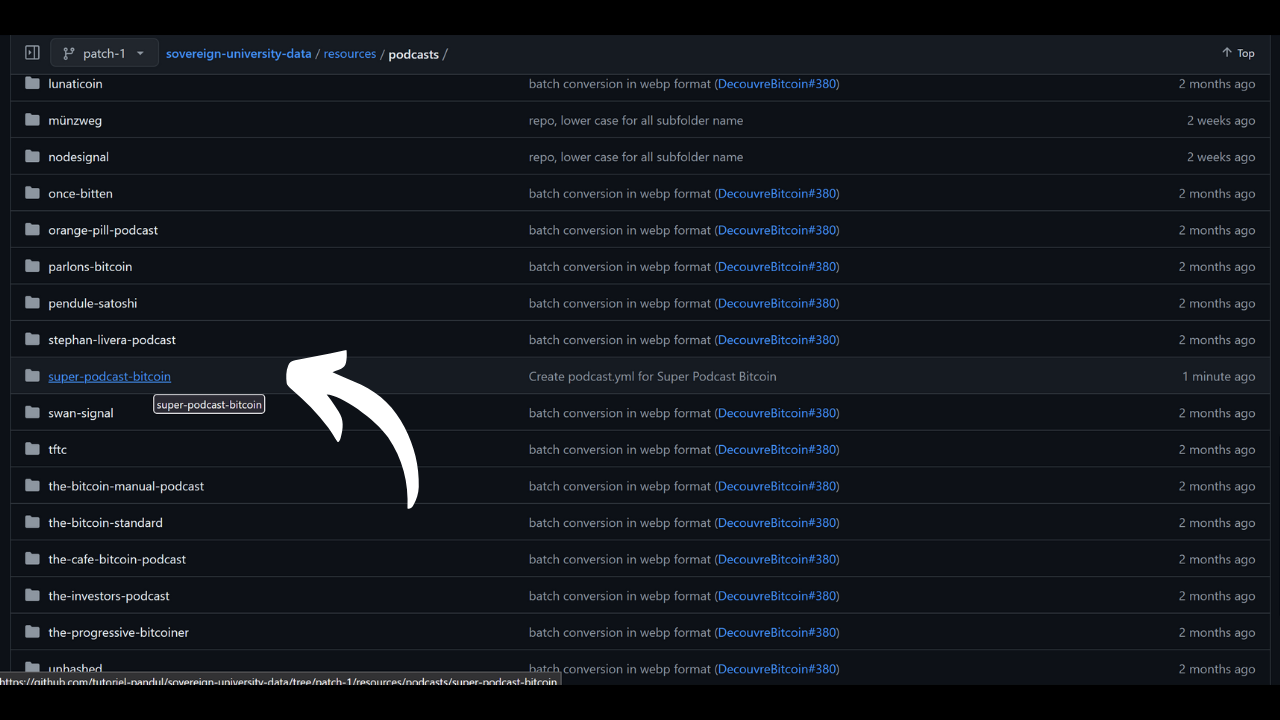 patch-1 sovereign-university-data / resources / podcasts / Top
lunaticoin batch conversion in webp format (DecouvreBitcoin#380) 2 months ago
münzweg repo, lower case for all subfolder name 2 weeks ago
nodesignal repo, lower case for all subfolder name 2 weeks ago
once-bitten batch conversion in webp format (DecouvreBitcoin#380) 2 months ago
orange-pill-podcast batch conversion in webp format (DecouvreBitcoin#380) 2 months ago
parlons-bitcoin batch conversion in webp format (DecouvreBitcoin#380) 2 months ago
pendule-satoshi batch conversion in webp format (DecouvreBitcoin#380) 2 months ago
stephan-livera-podcast batch conversion in webp format (DecouvreBitcoin#380) 2 months ago
super-podcast-bitcoin Create podcast.yml for Super Podcast Bitcoin 1 minute ago
super-podcast-bitcoin
swan-signal batch conversion in webp format (DecouvreBitcoin#380) 2 months ago
tftc batch conversion in webp format (DecouvreBitcoin#380) 2 months ago
the-bitcoin-manual-podcast batch conversion in webp format (DecouvreBitcoin#380) 2 months ago
the-bitcoin-standard batch conversion in webp format (DecouvreBitcoin#380) 2 months ago
the-cafe-bitcoin-podcast batch conversion in webp format (DecouvreBitcoin#380) 2 months ago
the-investors-podcast batch conversion in webp format (DecouvreBitcoin#380) 2 months ago
the-progressive-bitcoiner batch conversion in webp format (DecouvreBitcoin#380) 2 months ago
unhashed batch conversion in webp format (DecouvreBitcoin#380) 2 months ago
https://github.com/tutoriel-pandul/sovereign-university-data/tree/patch-1/resources/podcasts/super-podcast-bitcoin